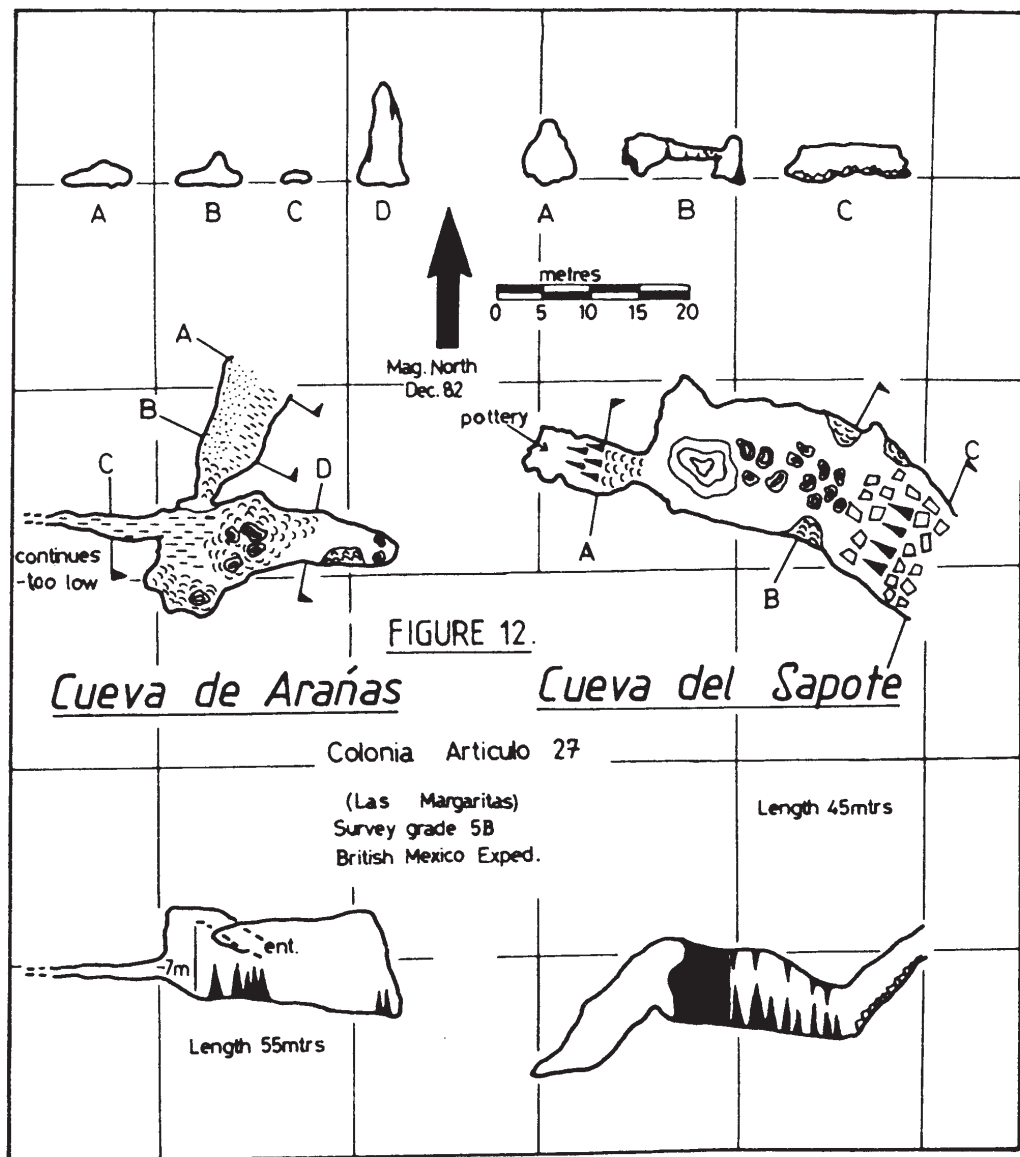 A
B
C
D
A
B
C
metres
0 5 10 15 20
Mag. North
Dec. 82
A
B
C
D
continues
-too low
pottery
A
B
C
FIGURE 12.
Cueva de Arańas
Cueva del Sapote
Colonia Articulo 27
(Las Margaritas)
Survey grade 5B
British Mexico Exped.
Length 45mtrs
ent.
-7m
Length 55mtrs